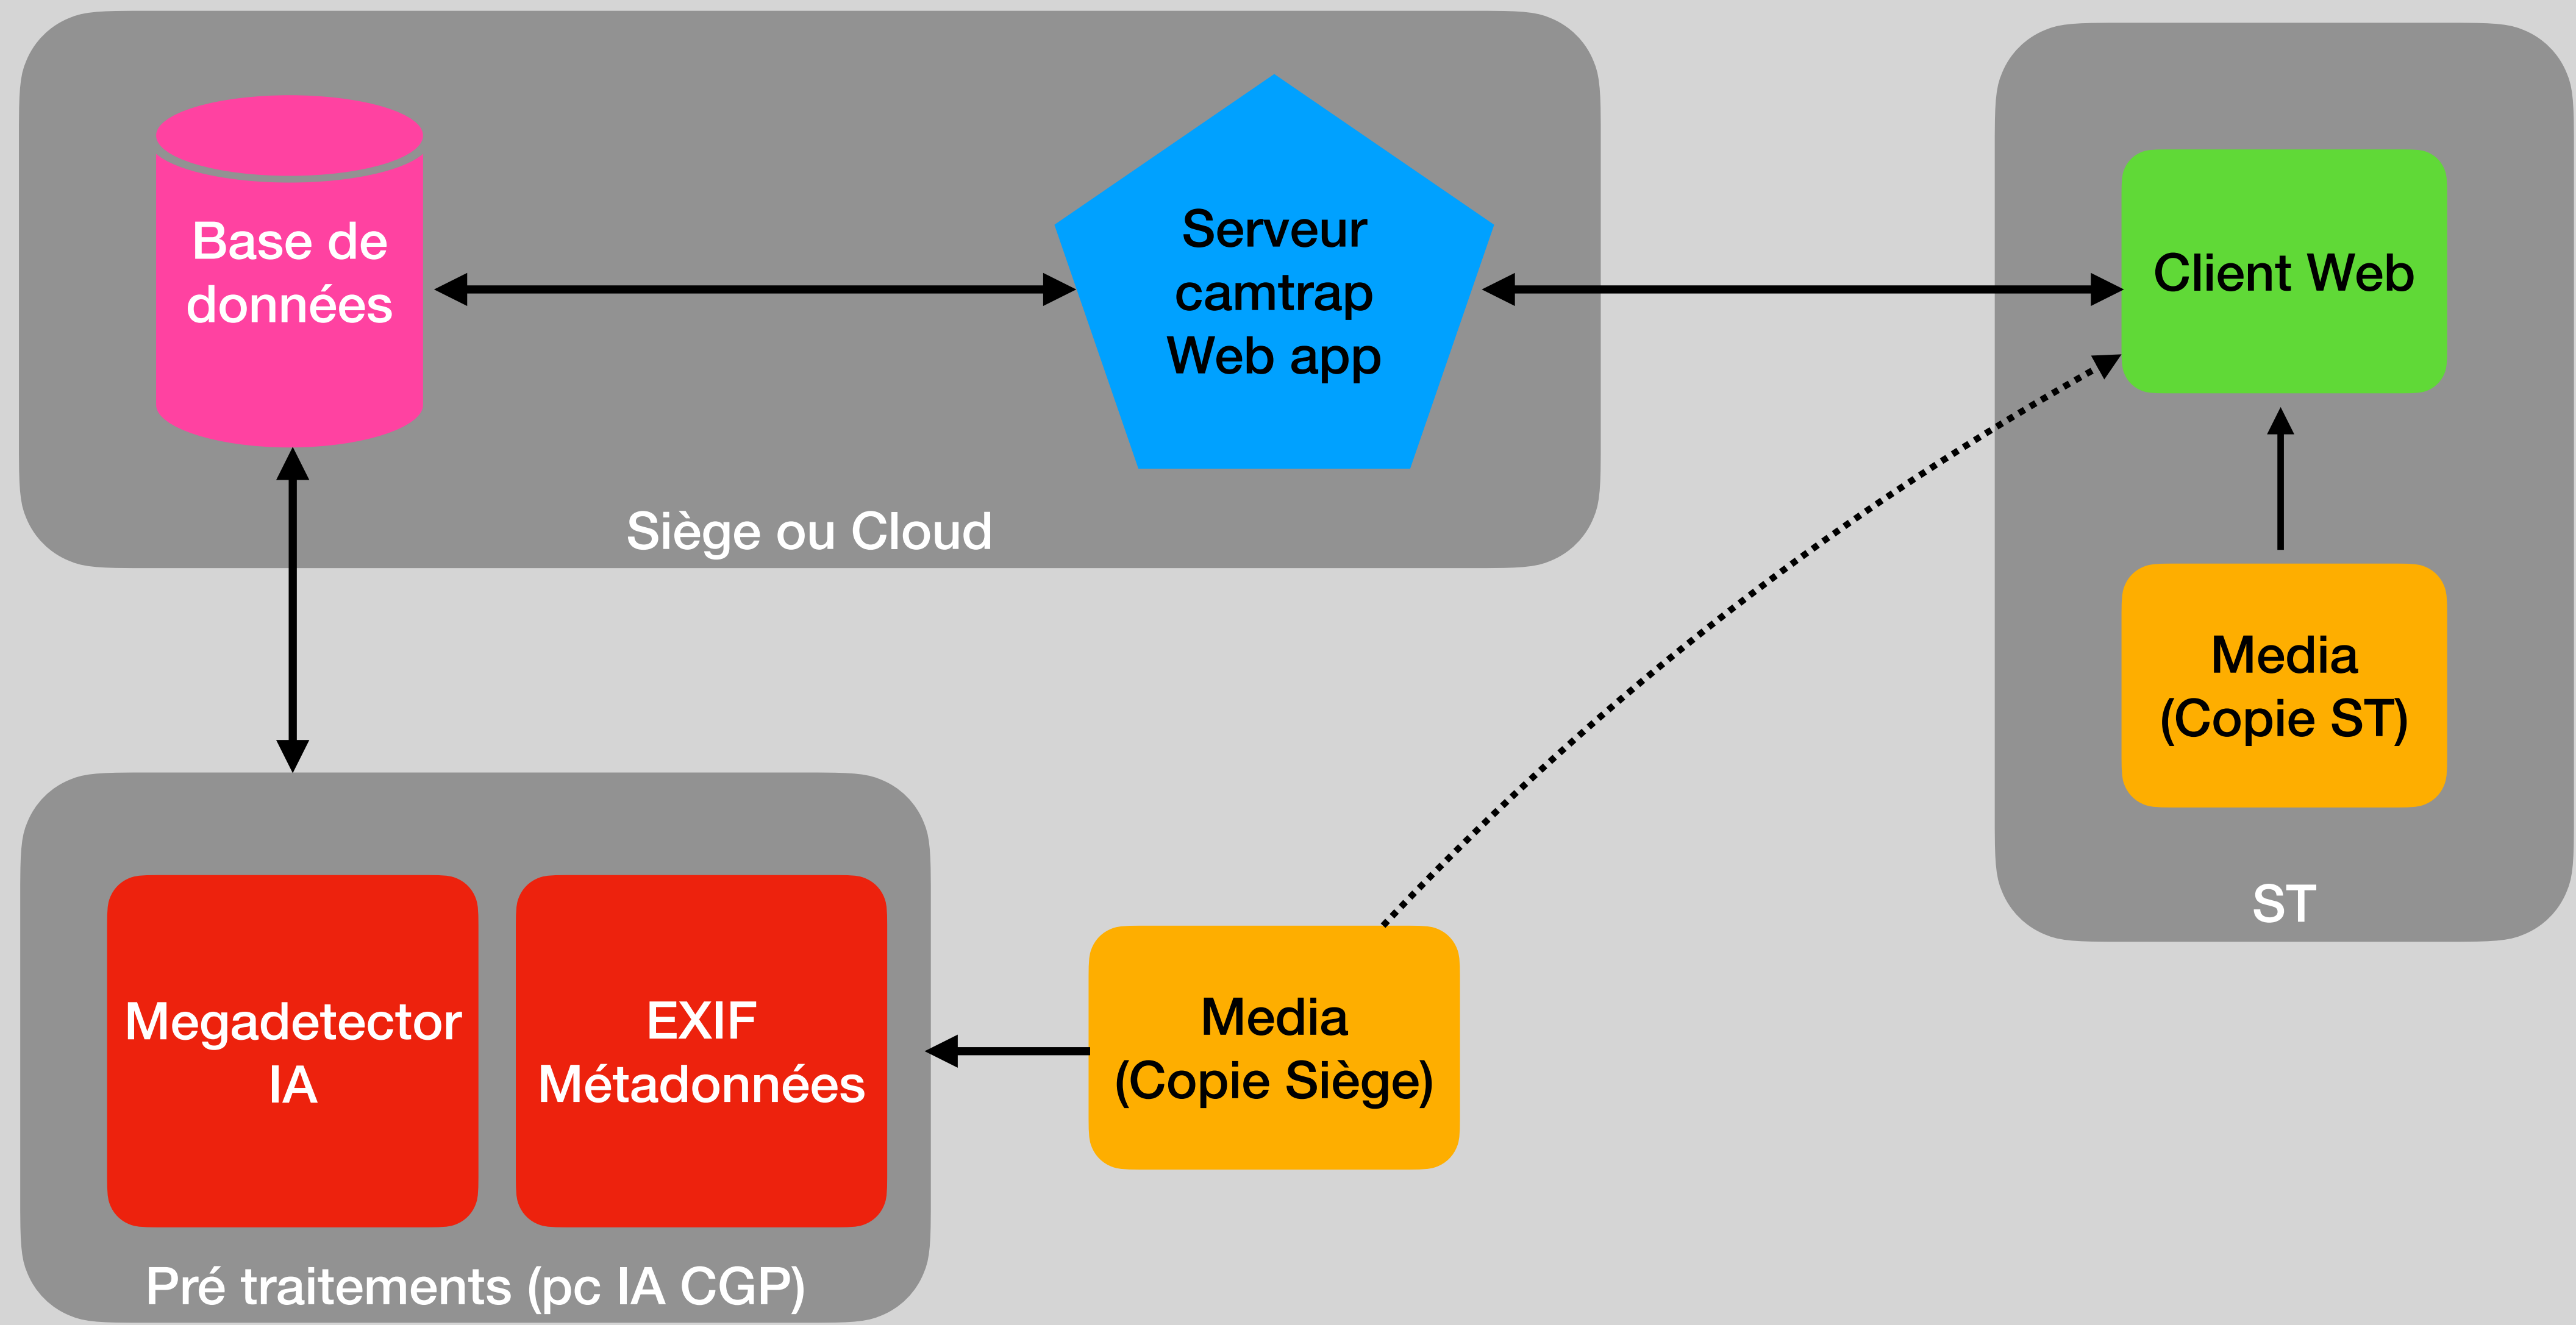 Base de
données
Serveur
camtrap
Web app
Siège ou Cloud
Client Web
Media
(Copie ST)
ST
Megadetector
IA
EXIF
Métadonnées
Pré traitements (pc IA CGP)
Media
(Copie Siège)